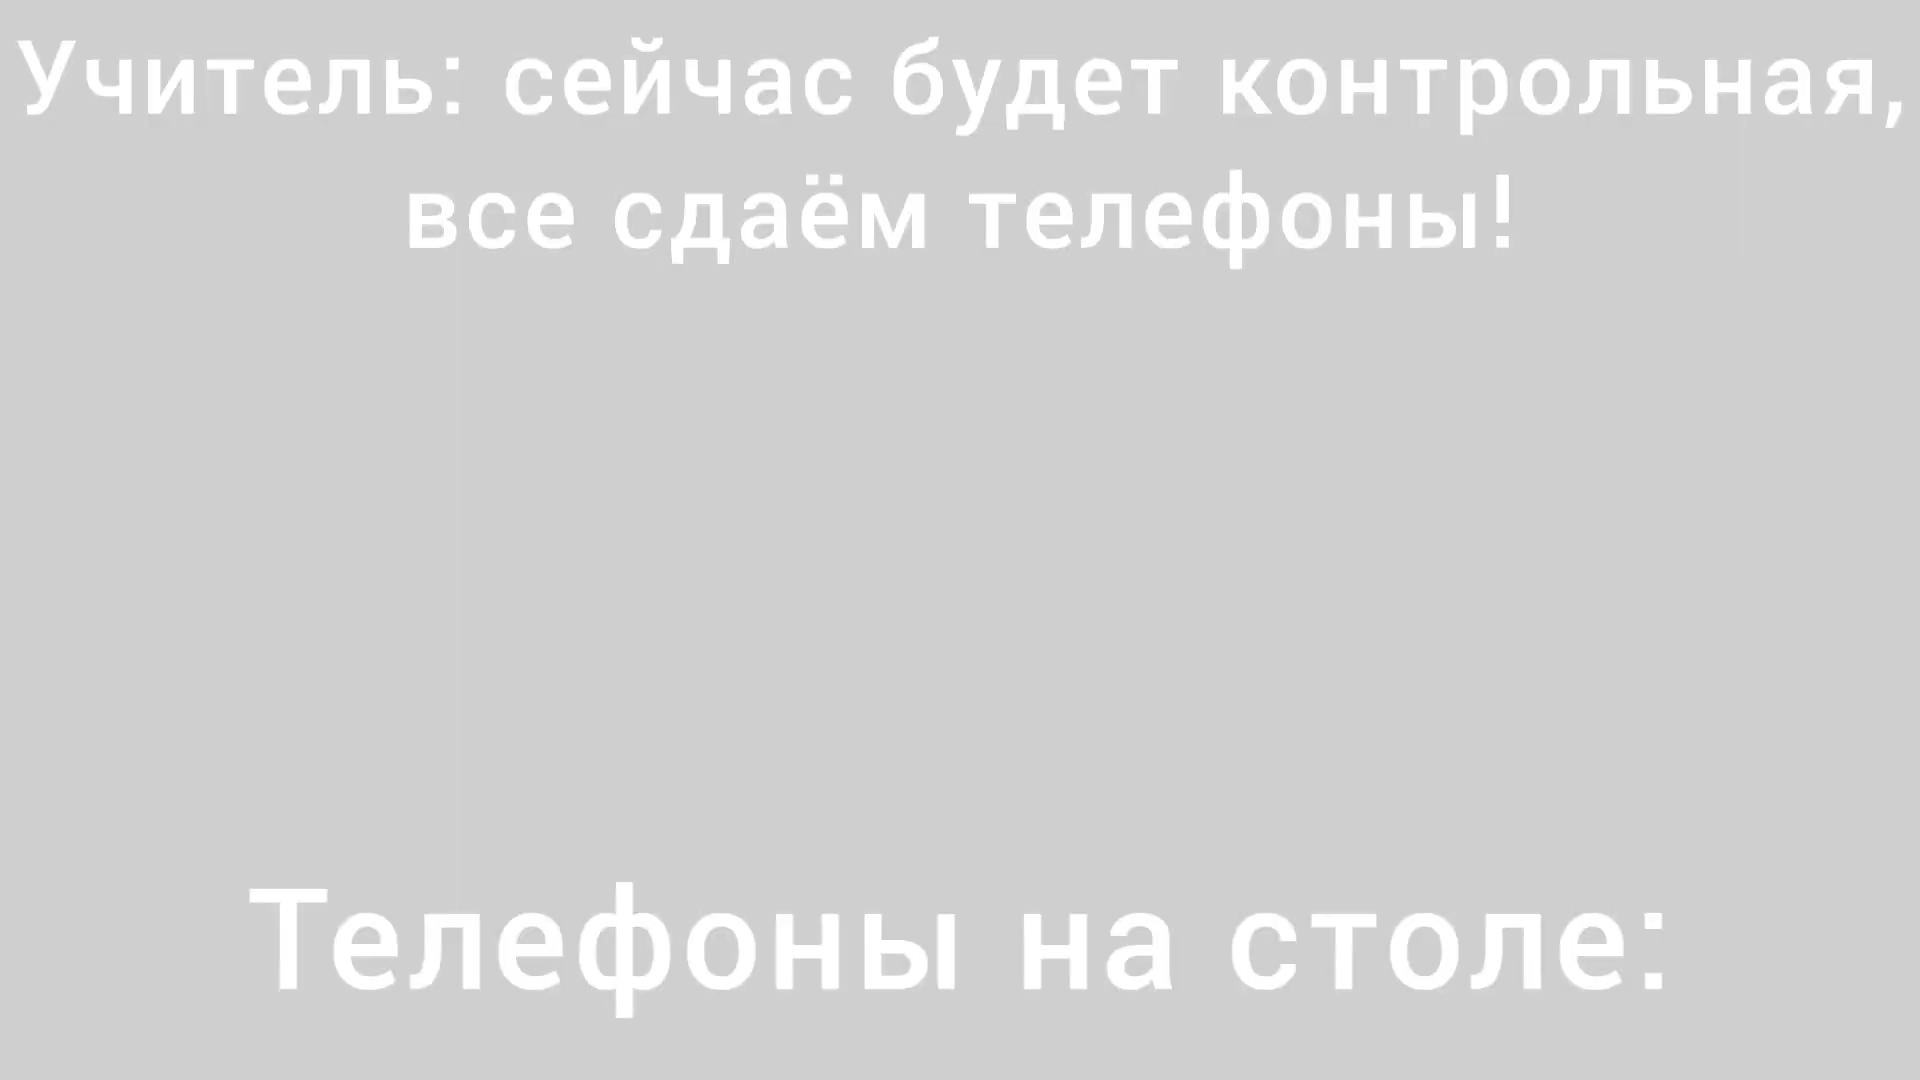 Учитель: сейчас будет контрольная,
все сдаём телефоны!
Телефоны на столе: